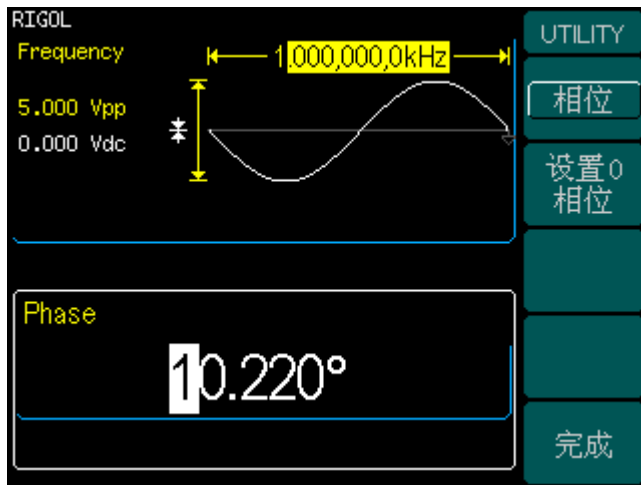 RIGOL
Frequency
1.000,000,0kHz
5.000 Vpp
0.000 Vdc
Phase
10.220°
UTILITY
相位
设置0
相位
完成